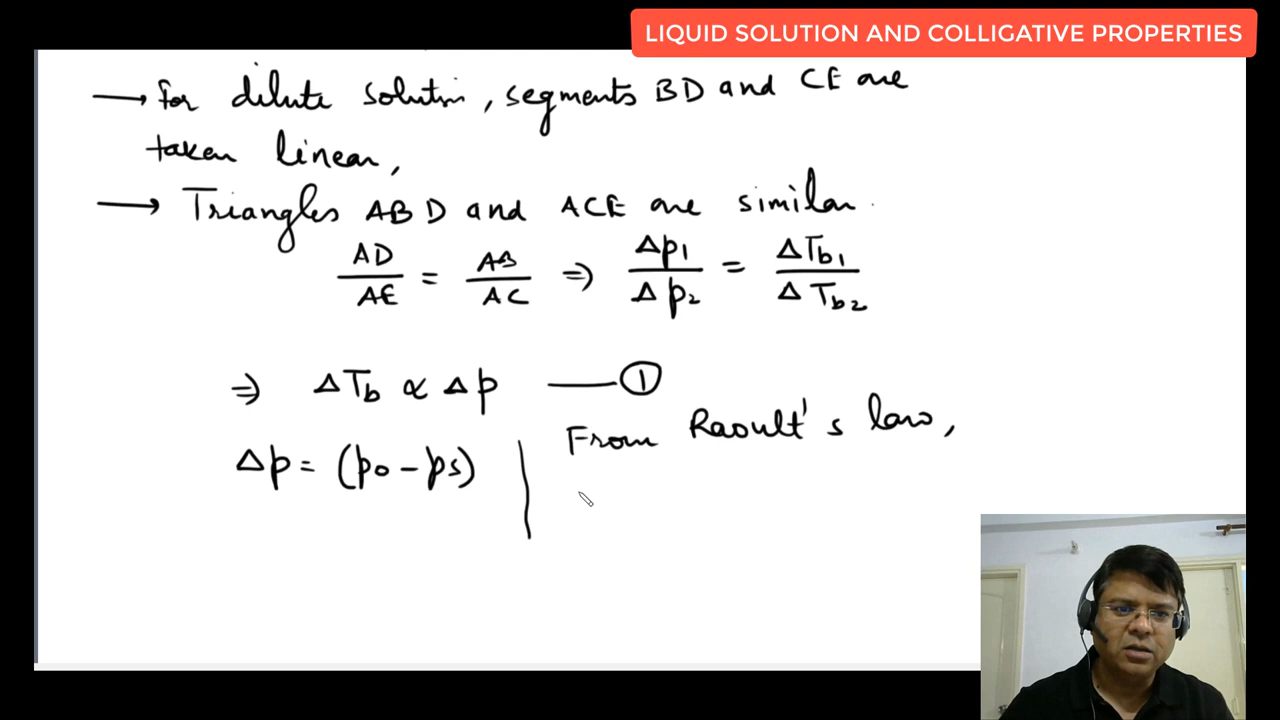 LIQUID SOLUTION AND COLLIGATIVE PROPERTIES
→ For dilute solution, segments BD and CE are
taken linear,
→ Triangles ABD and ACE are similar.
AD/AE = AB/AC ⇒ Δp1/Δp2 = ΔTb1/ΔTb2
⇒ ΔTb ∝ Δp — ①
From Raoult's law,
Δp = (po - ps)